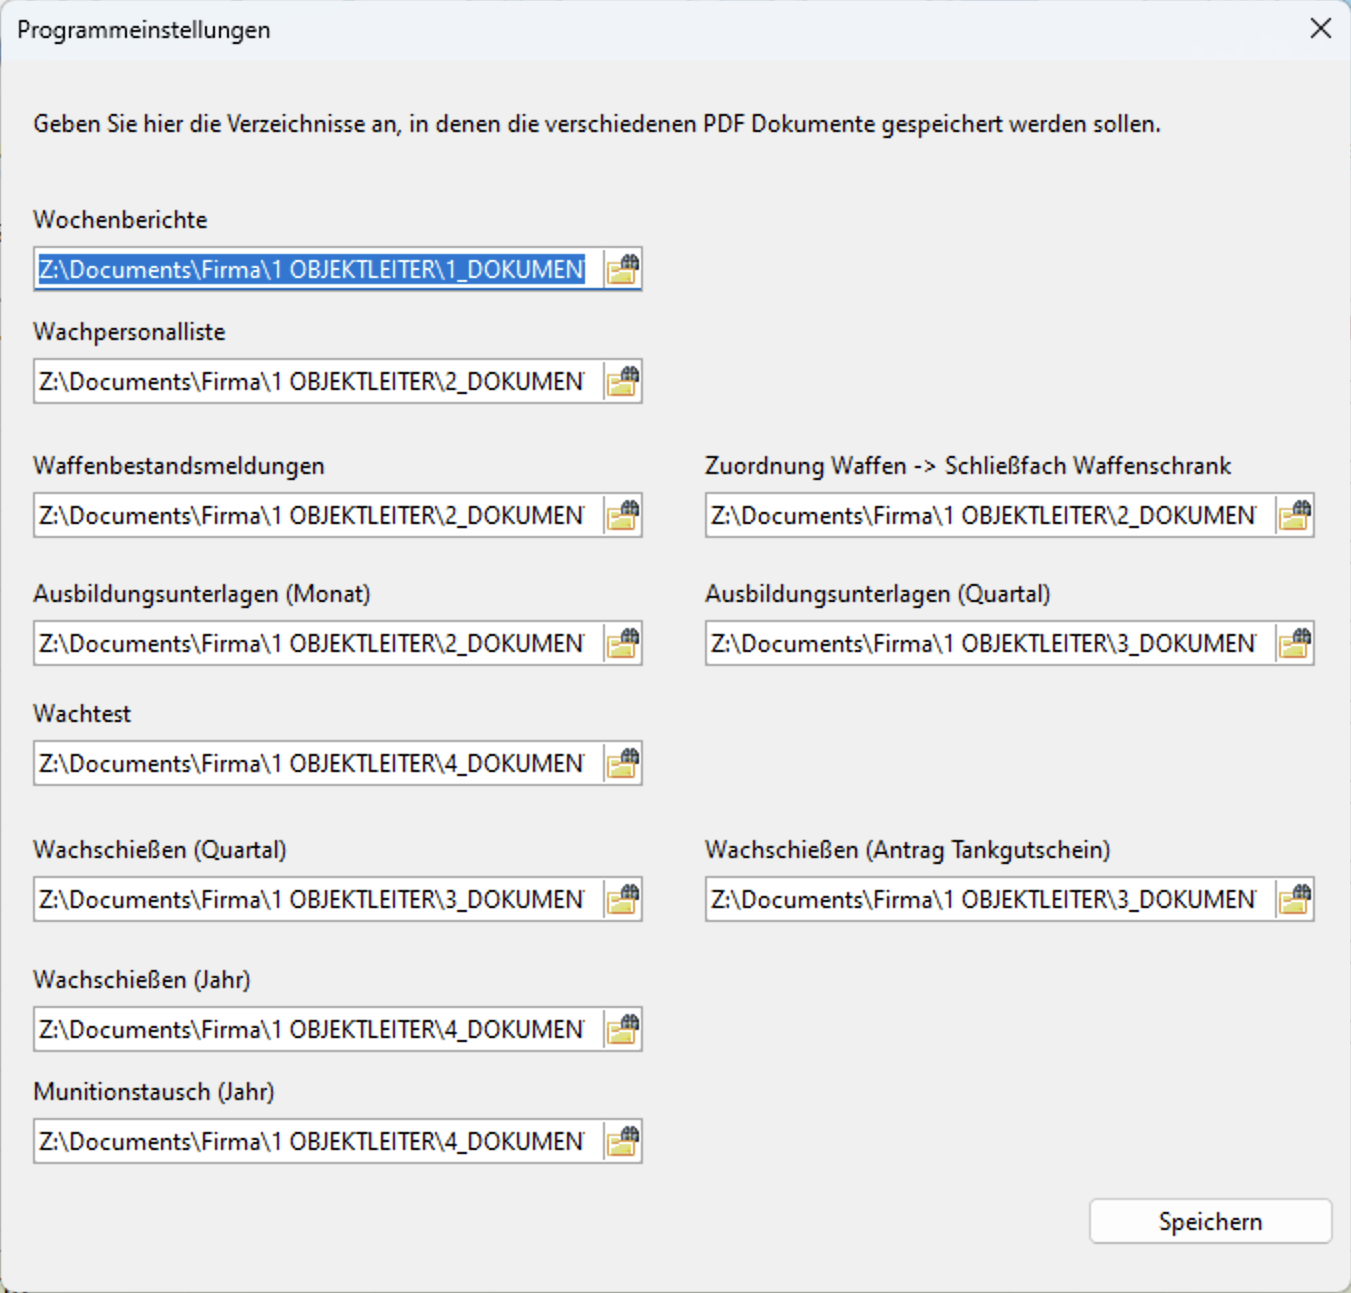 Programmeinstellungen
Geben Sie hier die Verzeichnisse an, in denen die verschiedenen PDF Dokumente gespeichert werden sollen.
Wochenberichte
Z:\Documents\Firma\1 OBJEKTLEITER\1_DOKUMEN
Wachpersonalliste
Z:\Documents\Firma\1 OBJEKTLEITER\2_DOKUMEN
Waffenbestandsmeldungen
Z:\Documents\Firma\1 OBJEKTLEITER\2_DOKUMEN
Zuordnung Waffen -> Schließfach Waffenschrank
Z:\Documents\Firma\1 OBJEKTLEITER\2_DOKUMEN
Ausbildungsunterlagen (Monat)
Z:\Documents\Firma\1 OBJEKTLEITER\2_DOKUMEN
Ausbildungsunterlagen (Quartal)
Z:\Documents\Firma\1 OBJEKTLEITER\3_DOKUMEN
Wachtest
Z:\Documents\Firma\1 OBJEKTLEITER\4_DOKUMEN
Wachschießen (Quartal)
Z:\Documents\Firma\1 OBJEKTLEITER\3_DOKUMEN
Wachschießen (Antrag Tankgutschein)
Z:\Documents\Firma\1 OBJEKTLEITER\3_DOKUMEN
Wachschießen (Jahr)
Z:\Documents\Firma\1 OBJEKTLEITER\4_DOKUMEN
Munitionstausch (Jahr)
Z:\Documents\Firma\1 OBJEKTLEITER\4_DOKUMEN
Speichern